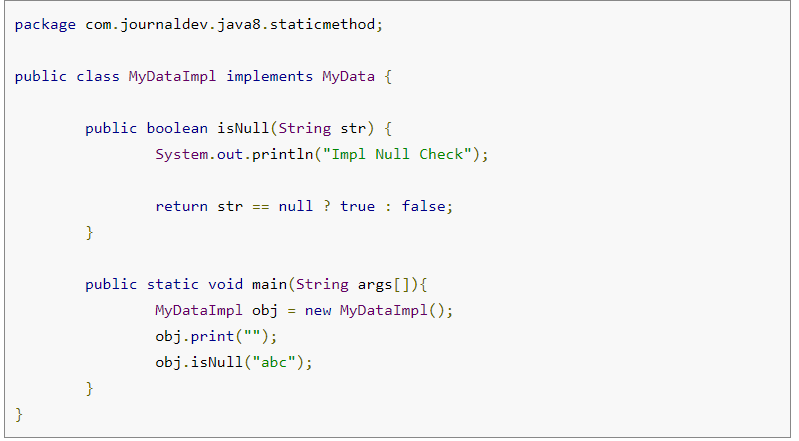 package com.journaldev.java8.staticmethod;
public class MyDataImpl implements MyData {
public boolean isNull(String str) {
System.out.println("Impl Null Check");
return str == null ? true : false;
}
public static void main(String args[]){
MyDataImpl obj = new MyDataImpl();
obj.print("");
obj.isNull("abc");
}
}